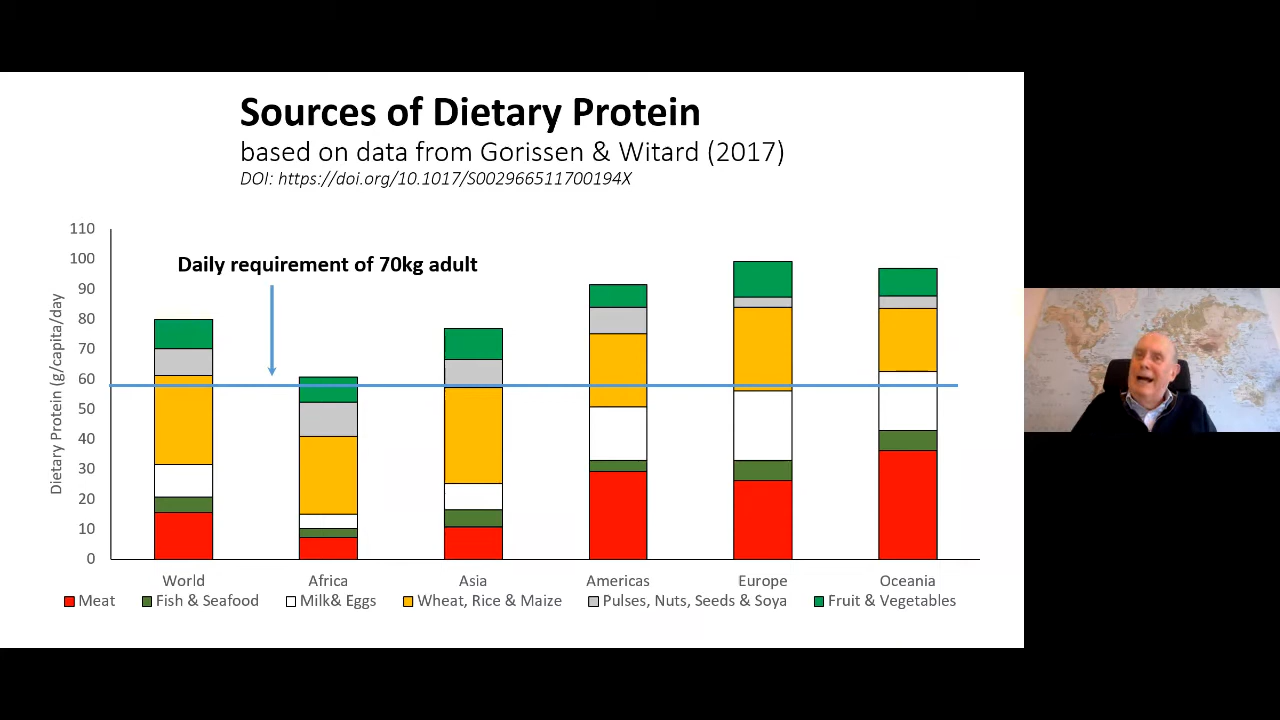 Sources of Dietary Protein
based on data from Gorissen & Witard (2017)
DOI: https://doi.org/10.1017/S002966511700194X
Daily requirement of 70kg adult
Dietary Protein (g/capita/day
110
100
90
80
70
60
50
40
30
20
10
0
World Africa Asia Americas Europe Oceania
Meat Fish & Seafood Milk& Eggs Wheat, Rice & Maize Pulses, Nuts, Seeds & Soya Fruit & Vegetables